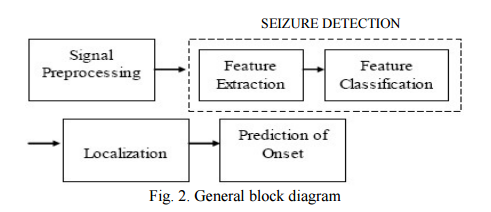 SEIZURE DETECTION
Signal
Preprocessing
Feature
Extraction
Feature
Classification
Localization
Prediction of
Onset
Fig. 2. General block diagram